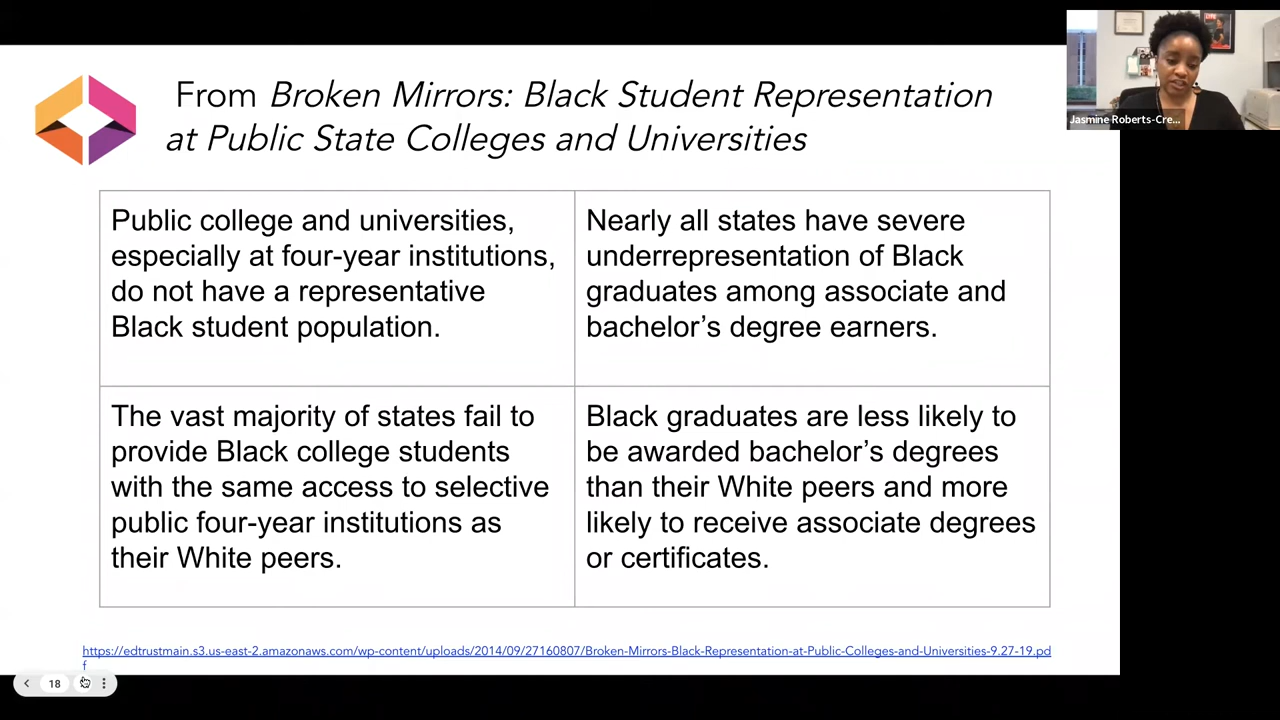 From Broken Mirrors: Black Student Representation
at Public State Colleges and Universities
Public college and universities,
especially at four-year institutions,
do not have a representative
Black student population.
Nearly all states have severe
underrepresentation of Black
graduates among associate and
bachelor’s degree earners.
The vast majority of states fail to
provide Black college students
with the same access to selective
public four-year institutions as
their White peers.
Black graduates are less likely to
be awarded bachelor’s degrees
than their White peers and more
likely to receive associate degrees
or certificates.
https://edtrustmain.s3.us-east-2.amazonaws.com/wp-content/uploads/2014/09/27160807/Broken-Mirrors-Black-Representation-at-Public-Colleges-and-Universities-9.27-19.pd
f
18
Jasmine Roberts-Cre...